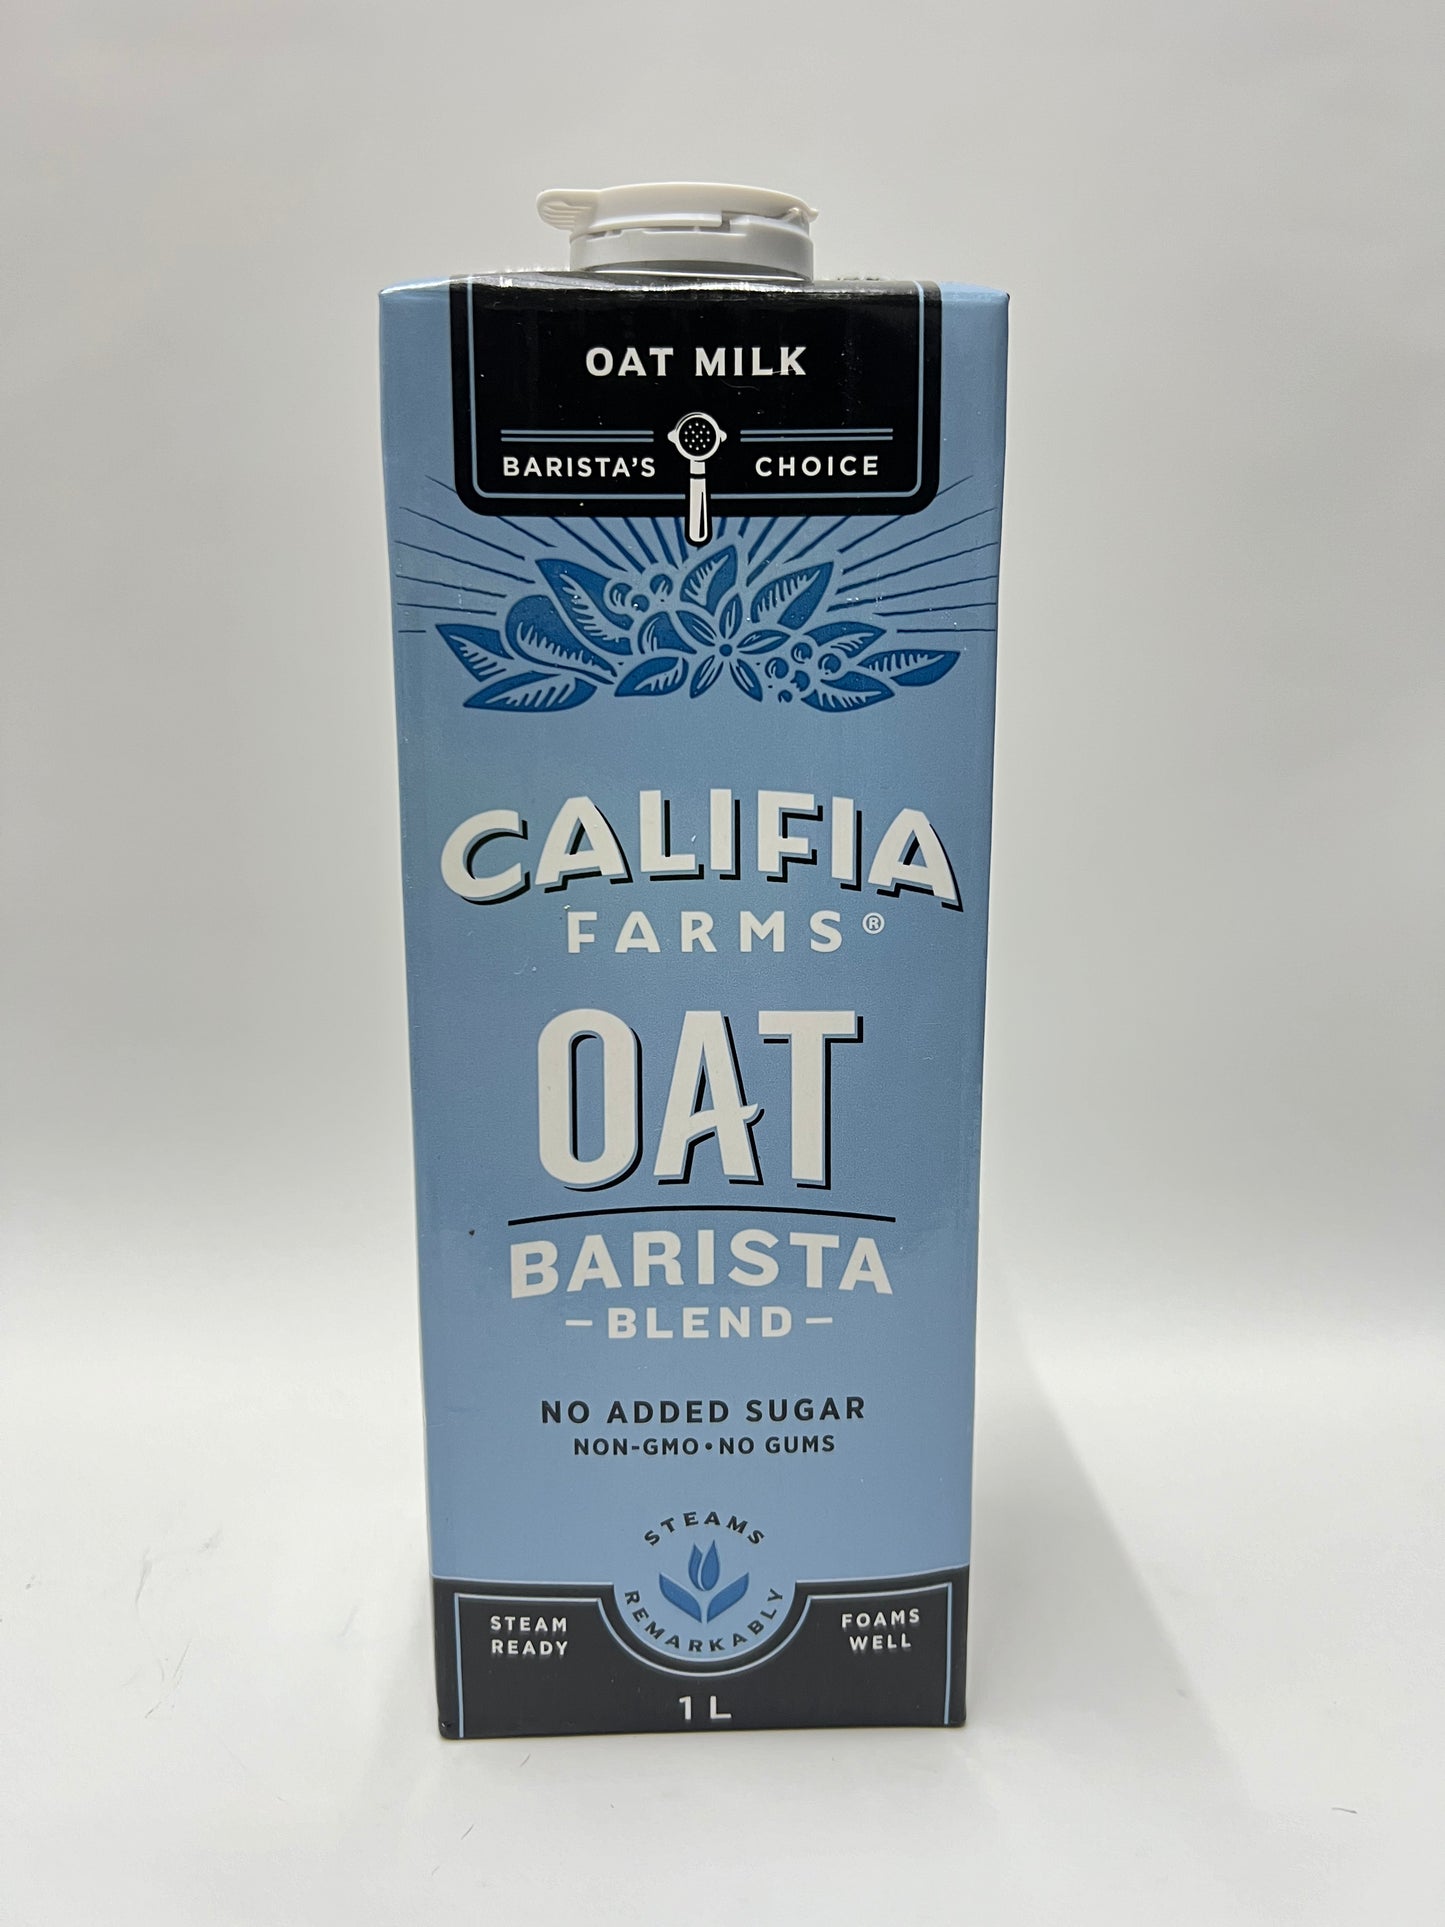 OAT MILK
BARISTA'S CHOICE
CALIFIA
FARMS®
OAT
BARISTA
–BLEND–
NO ADDED SUGAR
NON-GMO•NO GUMS
STEAMS
REMARKABLY
STEAM
READY
FOAMS
WELL
1 L